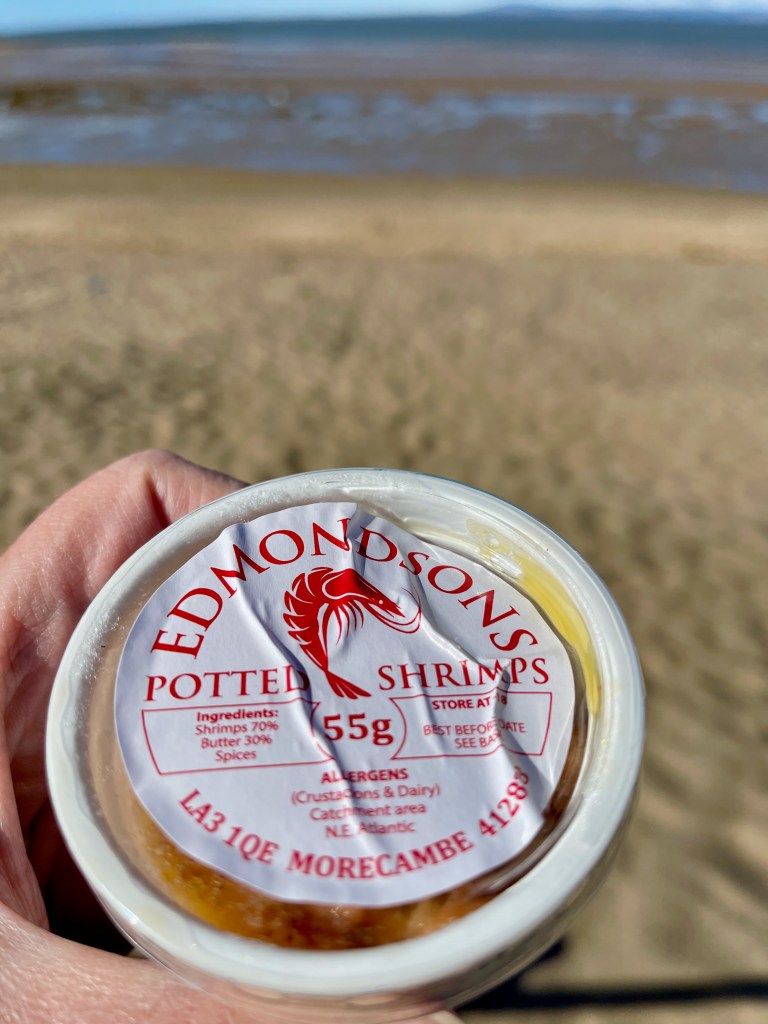 EDMONDSONS
POTTED SHRIMPS
Ingredients:
Shrimps 70%
Butter 30%
Spices
55g
STORE AT
BEST BEFORE DATE
SEE
ALLERGENS
(Crustacions & Dairy)
Catchment area
N.E. Atlantic
LA3 1QE MORECAMBE 41283